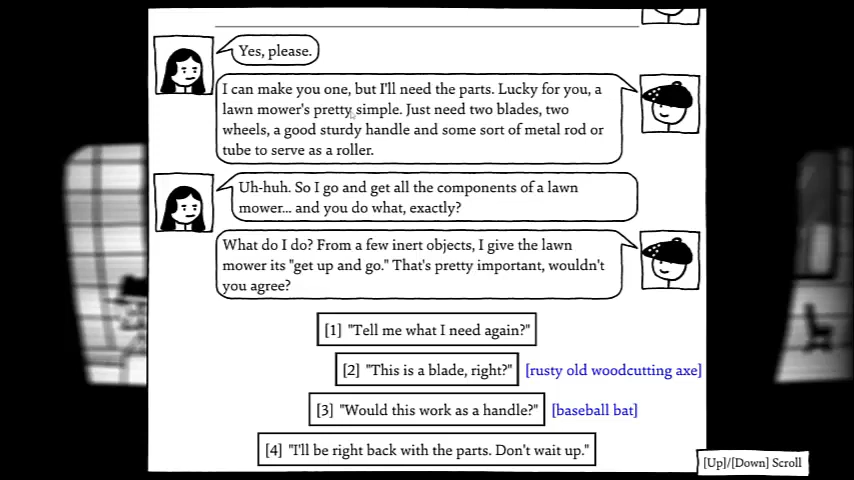 Yes, please.
I can make you one, but I'll need the parts. Lucky for you, a
lawn mower's pretty simple. Just need two blades, two
wheels, a good sturdy handle and some sort of metal rod or
tube to serve as a roller.
Uh-huh. So I go and get all the components of a lawn
mower... and you do what, exactly?
What do I do? From a few inert objects, I give the lawn
mower its "get up and go." That's pretty important, wouldn't
you agree?
[1] "Tell me what I need again?"
[2] "This is a blade, right?" [rusty old woodcutting axe]
[3] "Would this work as a handle?" [baseball bat]
[4] "I'll be right back with the parts. Don't wait up."
[Up]/[Down] Scroll